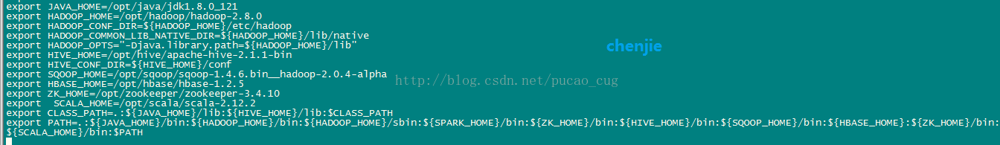 export  JAVA_HOME=/opt/java/jdk1.8.0_121
export  HADOOP_HOME=/opt/hadoop/hadoop-2.8.0
export  HADOOP_CONF_DIR=${HADOOP_HOME}/etc/hadoop
export  HADOOP_COMMON_LIB_NATIVE_DIR=${HADOOP_HOME}/lib/native
export  HADOOP_OPTS="-Djava.library.path=${HADOOP_HOME}/lib"
chenjie
export  HIVE_HOME=/opt/hive/apache-hive-2.1.1-bin
export  HIVE_CONF_DIR=${HIVE_HOME}/conf
export  SQOOP_HOME=/opt/sqoop/sqoop-1.4.6.bin__hadoop-2.0.4-alpha
http://blog.csdn.net/pucao_cug
export  HBASE_HOME=/opt/hbase/hbase-1.2.5
export  ZK_HOME=/opt/zookeeper/zookeeper-3.4.10
export   SCALA_HOME=/opt/scala/scala-2.12.2
export  CLASS_PATH=.:${JAVA_HOME}/lib:${HIVE_HOME}/lib:$CLASS_PATH
export  PATH=.:${JAVA_HOME}/bin:${HADOOP_HOME}/bin:${HADOOP_HOME}/sbin:${SPARK_HOME}/bin:${ZK_HOME}/bin:${HIVE_HOME}/bin:${SQOOP_HOME}/bin:${HBASE_HOME}:${ZK_HOME}/bin:
${SCALA_HOME}/bin:$PATH